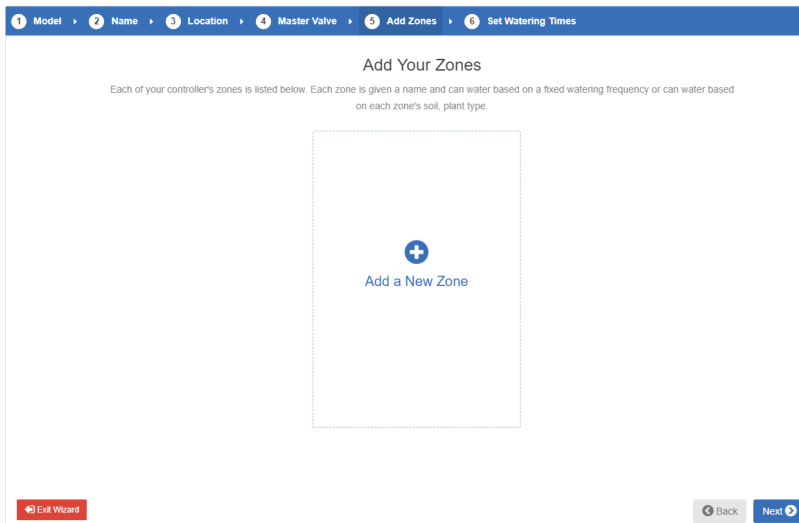 1 Model 2 Name 3 Location 4 Master Valve 5 Add Zones 6 Set Watering Times
Add Your Zones
Each of your controller's zones is listed below. Each zone is given a name and can water based on a fixed watering frequency or can water based
on each zone's soil, plant type.
Add a New Zone
Exit Wizard Back Next